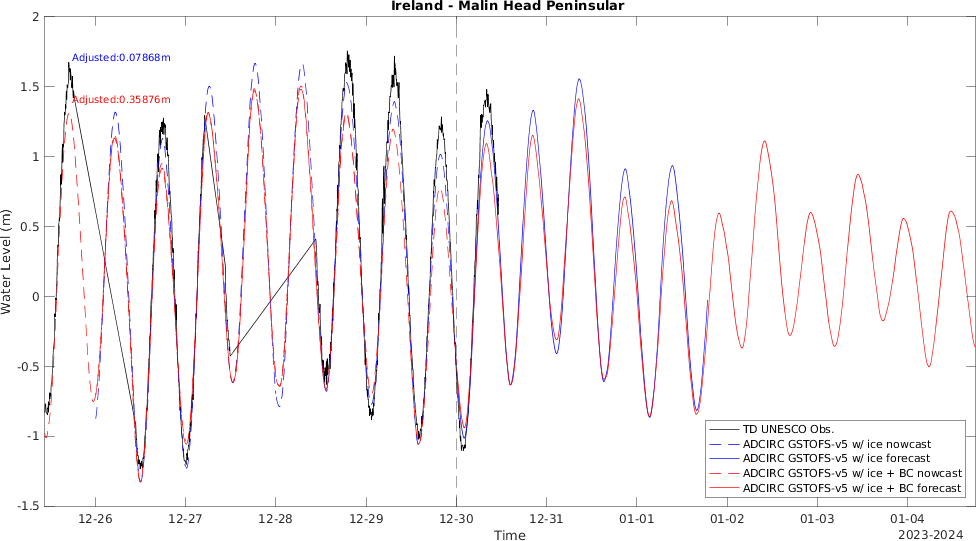 Ireland - Malin Head Peninsular
Adjusted:0.07868m
Adjusted:0.35876m
Water Level (m)
2
1.5
1
0.5
0
-0.5
-1
-1.5
TD UNESCO Obs.
ADCIRC GSTOFS-v5 w/ ice nowcast
ADCIRC GSTOFS-v5 w/ ice forecast
ADCIRC GSTOFS-v5 w/ ice + BC nowcast
ADCIRC GSTOFS-v5 w/ ice + BC forecast
12-26 12-27 12-28 12-29 12-30 12-31 01-01 01-02 01-03 01-04
Time
2023-2024